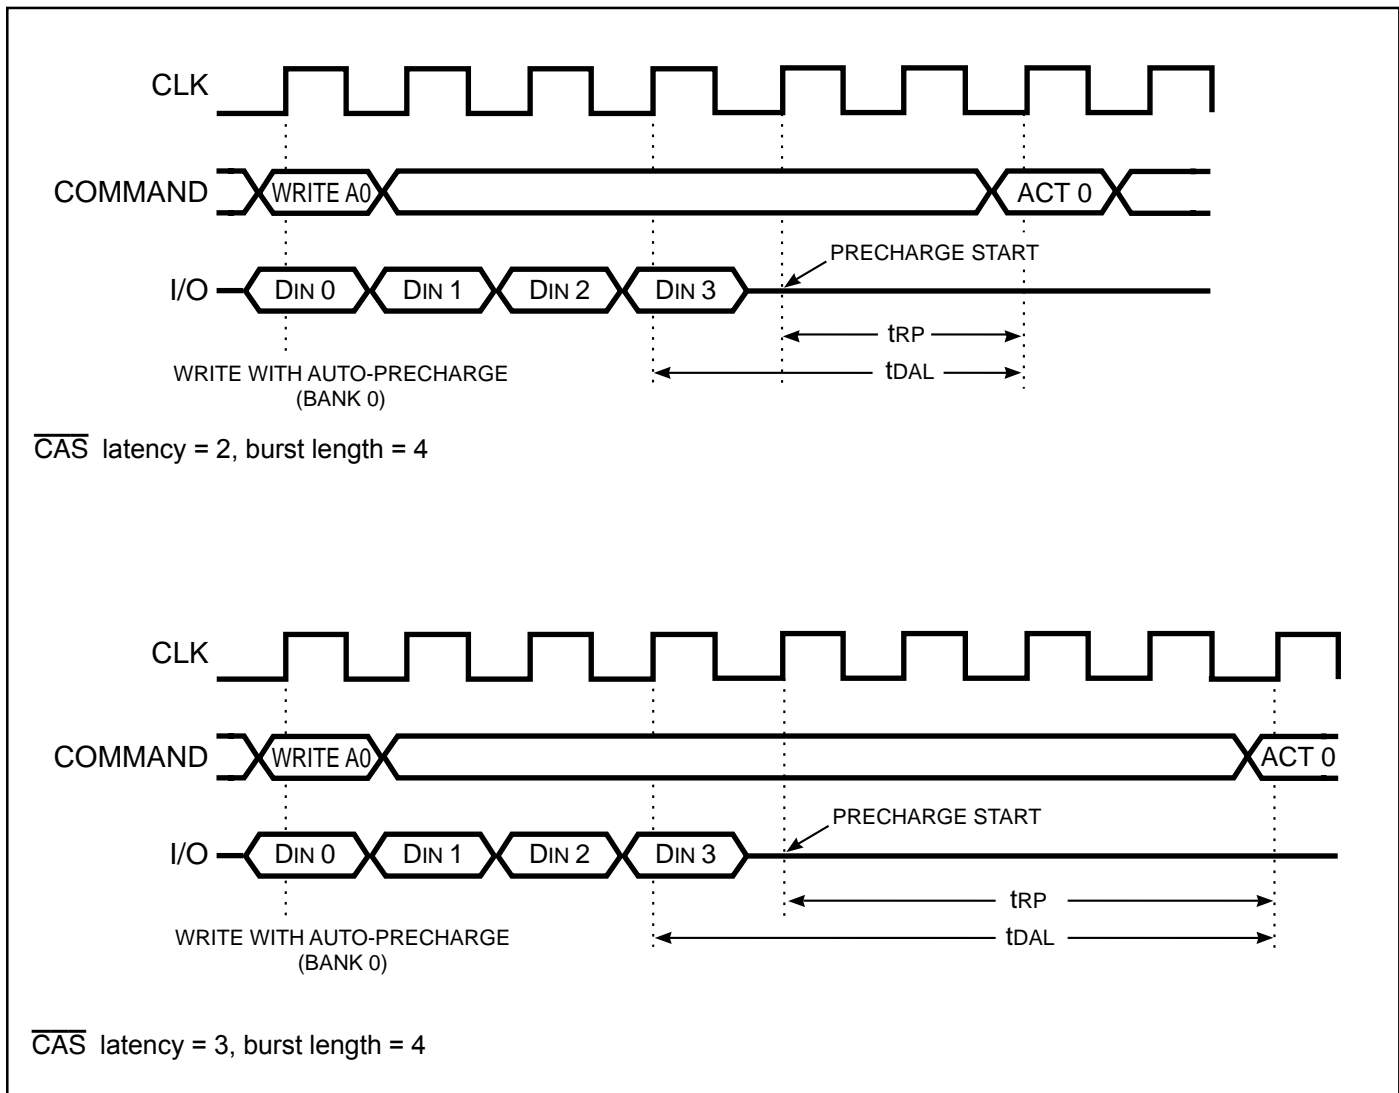 CLK
COMMAND WRITE A0 ACT 0
PRECHARGE START
I/O DIN 0 DIN 1 DIN 2 DIN 3
tRP
WRITE WITH AUTO-PRECHARGE tDAL
(BANK 0)
CAS latency = 2, burst length = 4
CLK
COMMAND WRITE A0 ACT 0
PRECHARGE START
I/O DIN 0 DIN 1 DIN 2 DIN 3
tRP
WRITE WITH AUTO-PRECHARGE tDAL
(BANK 0)
CAS latency = 3, burst length = 4